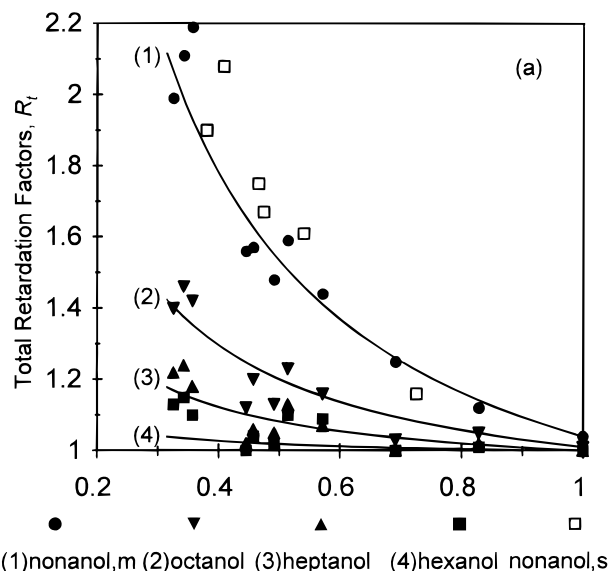 2.2
(1)
(a)
2
1.8
1.6
Total Retardation Factors, Rt
1.4
(2)
1.2
(3)
(4)
1
0.2 0.4 0.6 0.8 1
(1)nonanol,m (2)octanol (3)heptanol (4)hexanol nonanol,s